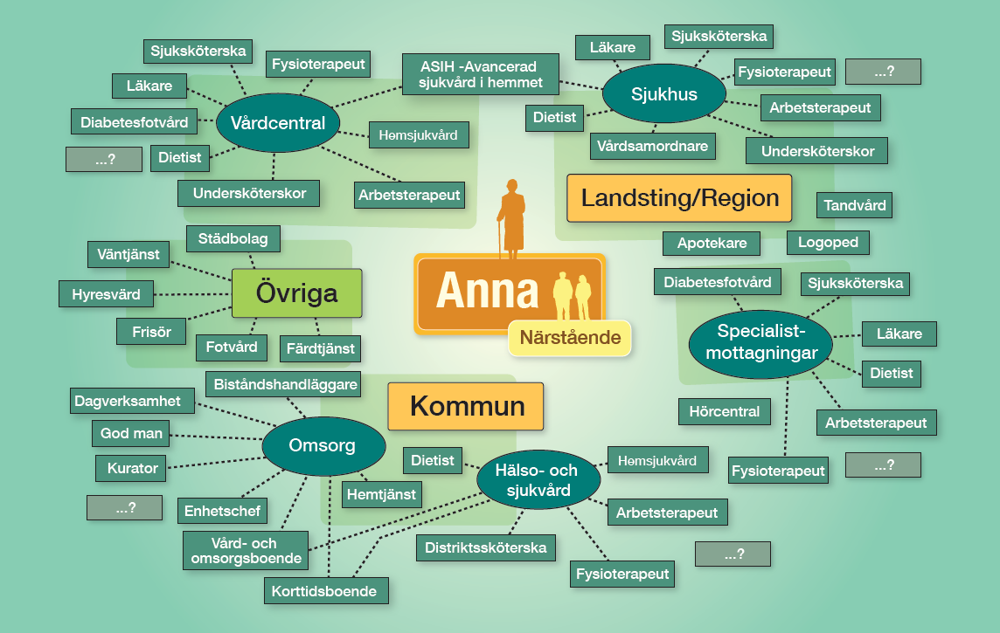 Sjuksköterska
Fysioterapeut
Läkare
Diabetesfotvård
...?
Dietist
Undersköterskor
Vårdcentral
ASIH -Avancerad
sjukvård i hemmet
Hemsjukvård
Arbetsterapeut
Läkare
Sjuksköterska
Fysioterapeut
...?
Sjukhus
Dietist
Arbetsterapeut
Vårdsamordnare
Undersköterskor
Landsting/Region
Tandvård
Apotekare
Logoped
Städbolag
Väntjänst
Hyresvärd
Övriga
Frisör
Fotvård
Färdtjänst
Anna
Närstående
Diabetesfotvård
Sjuksköterska
Specialist-
mottagningar
Läkare
Dietist
Hörcentral
Arbetsterapeut
Fysioterapeut
...?
Kommun
Biståndshandläggare
Dagverksamhet
God man
Omsorg
Kurator
...?
Enhetschef
Hemtjänst
Vård- och
omsorgsboende
Korttidsboende
Dietist
Hälso- och
sjukvård
Hemsjukvård
Arbetsterapeut
Distriktssköterska
Fysioterapeut
...?